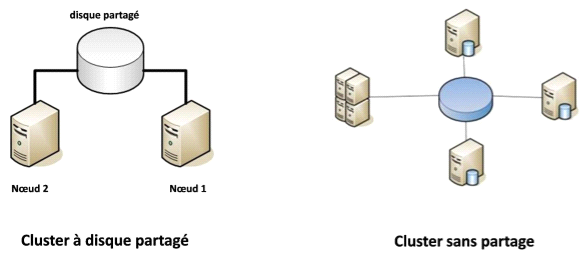 disque partagé
Nœud 2
Nœud 1
Cluster à disque partagé
Cluster sans partage